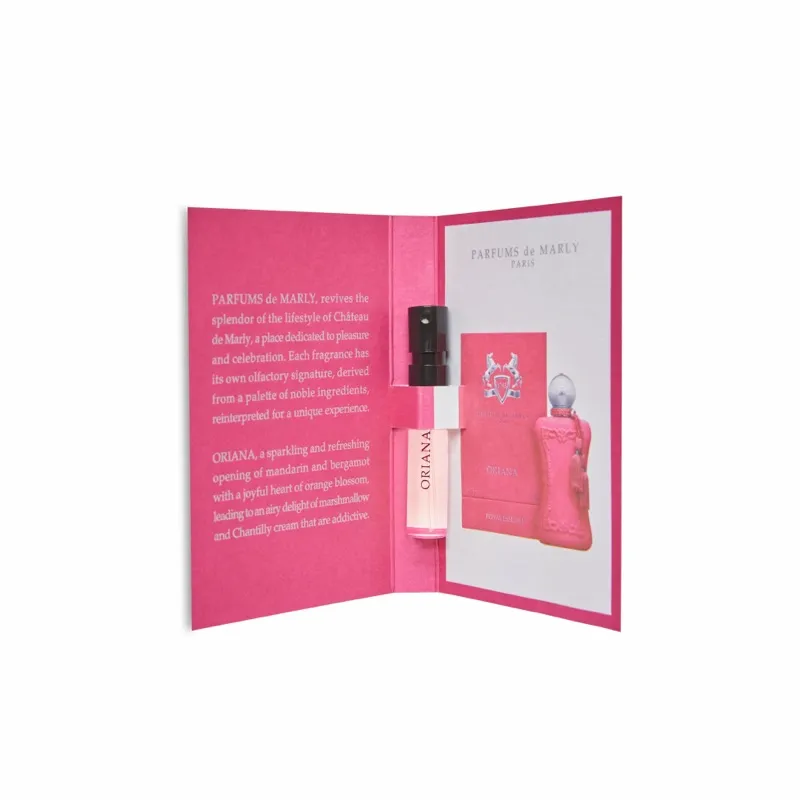 PARFUMS de MARLY, revives the
splendor of the lifestyle of Château
de Marly, a place dedicated to pleasure
and celebration. Each fragrance has
its own olfactory signature, derived
from a palette of noble ingredients,
reinterpreted for a unique experience.
ORIANA, a sparkling and refreshing
opening of mandarin and bergamot
with a joyful heart of orange blossom,
leading to an airy delight of marshmallow
and Chantilly cream that are addictive.
ORIANA
PARFUMS de MARLY
PARIS
ORIANA